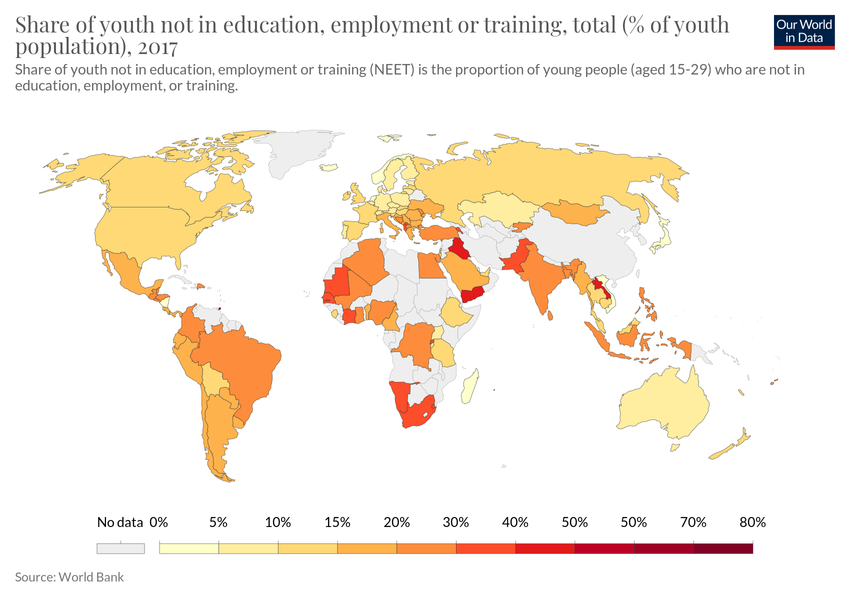 Share of youth not in education, employment or training, total (% of youth
population), 2017
Our World
in Data
Share of youth not in education, employment or training (NEET) is the proportion of young people (aged 15-29) who are not in
education, employment, or training.
No data 0% 5% 10% 15% 20% 30% 40% 50% 50% 70% 80%
Source: World Bank